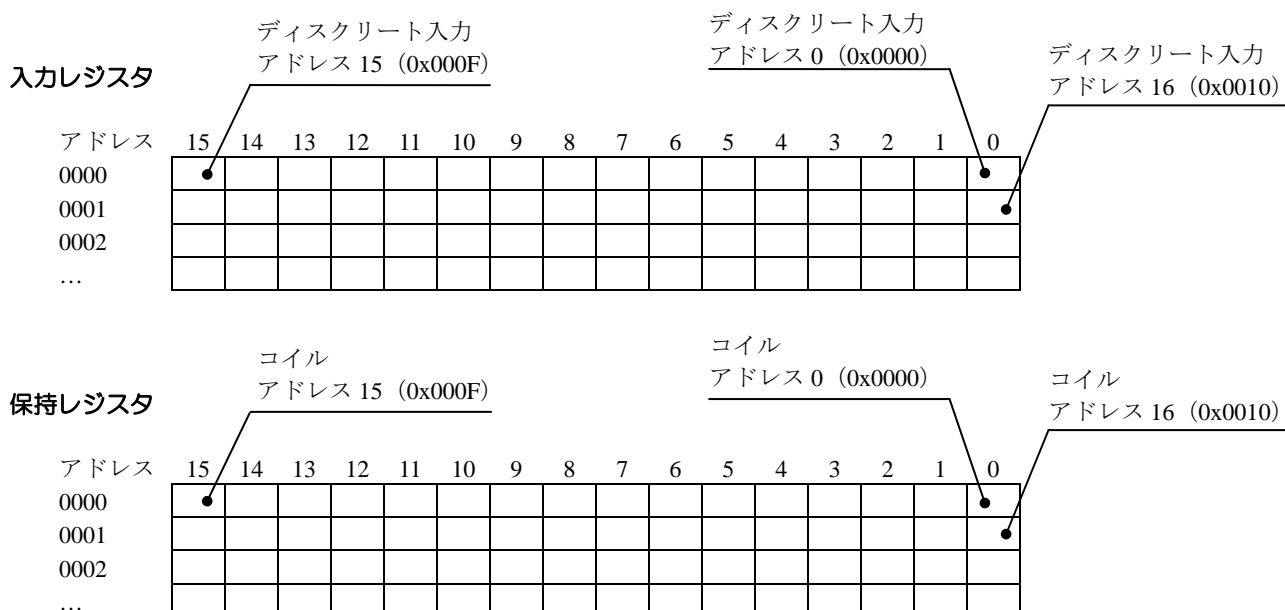 ディスクリート入力
アドレス 15（0x000F）
ディスクリート入力
アドレス 0（0x0000）
ディスクリート入力
アドレス 16（0x0010）
入力レジスタ
アドレス 15 14 13 12 11 10 9 8 7 6 5 4 3 2 1 0
0000
0001
0002
…
コイル
アドレス 15（0x000F）
コイル
アドレス 0（0x0000）
コイル
アドレス 16（0x0010）
保持レジスタ
アドレス 15 14 13 12 11 10 9 8 7 6 5 4 3 2 1 0
0000
0001
0002
…